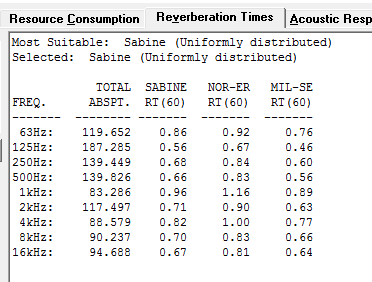 Resource Consumption Reverberation Times Acoustic Resp
Most Suitable: Sabine (Uniformly distributed)
Selected: Sabine (Uniformly distributed)
TOTAL SABINE NOR-ER MIL-SE
FREQ. ABSPT. RT(60) RT(60) RT(60)
-------- -------- -------- -------- --------
63Hz: 119.652 0.86 0.92 0.76
125Hz: 187.285 0.56 0.67 0.46
250Hz: 139.449 0.68 0.84 0.60
500Hz: 139.826 0.66 0.83 0.56
1kHz: 83.286 0.96 1.16 0.89
2kHz: 117.497 0.71 0.90 0.63
4kHz: 88.579 0.82 1.00 0.77
8kHz: 90.237 0.70 0.83 0.66
16kHz: 94.688 0.67 0.81 0.64